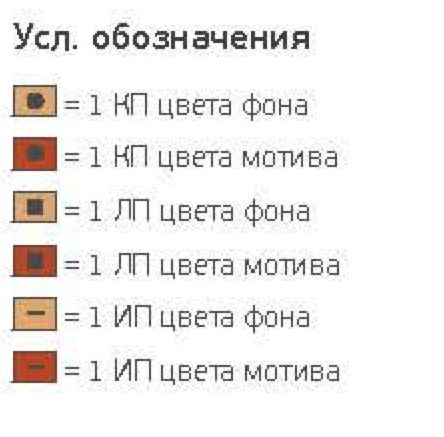 Усл. обозначения
= 1 КП цвета фона
= 1 КП цвета мотива
= 1 ЛП цвета фона
= 1 ЛП цвета мотива
= 1 ИП цвета фона
= 1 ИП цвета мотива